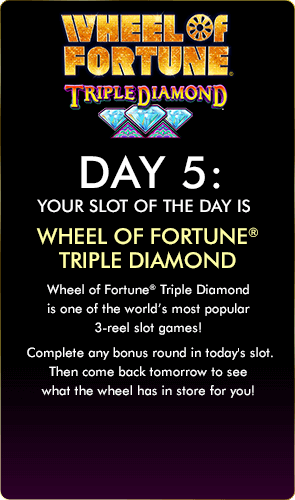 WHEEL OF
FORTUNE®
TRIPLE DIAMOND
DAY 5:
YOUR SLOT OF THE DAY IS
WHEEL OF FORTUNE®
TRIPLE DIAMOND
Wheel of Fortune® Triple Diamond
is one of the world's most popular
3-reel slot games!
Complete any bonus round in today's slot.
Then come back tomorrow to see
what the wheel has in store for you!